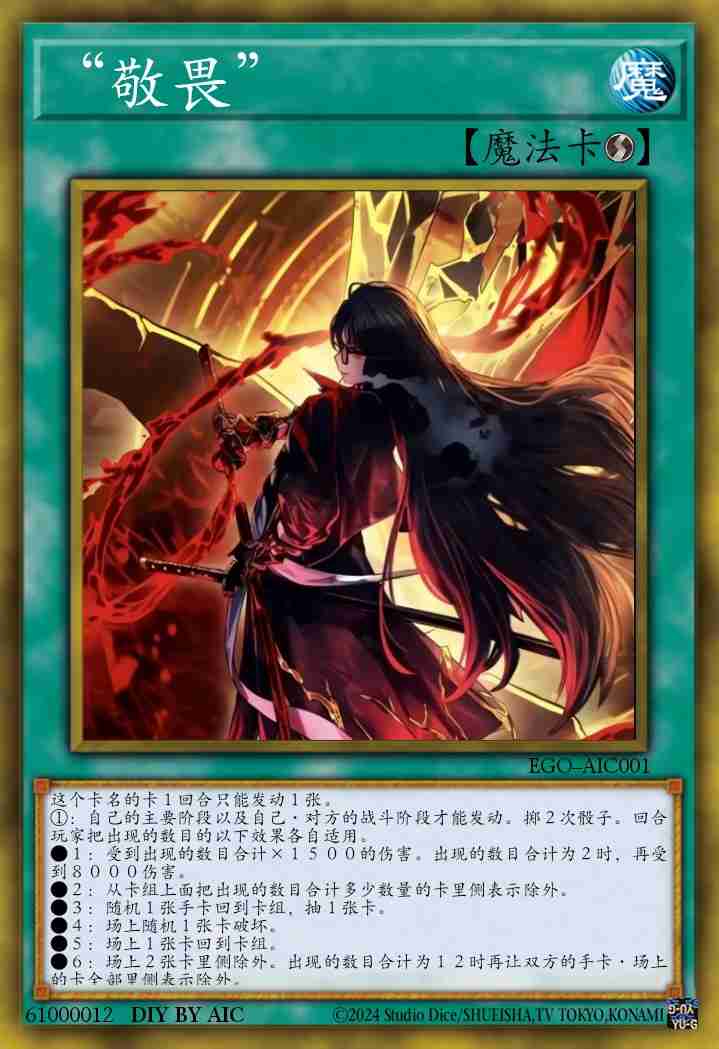 “敬畏”
魔
【魔法卡】
EGO-AIC001
这个卡名的卡1回合只能发动1张。
①：自己的主要阶段以及自己·对方的战斗阶段才能发动。掷2次骰子。回合
玩家把出现的数目的以下效果各自适用。
●1：受到出现的数目合计×1500的伤害。出现的数目合计为2时，再受
到8000伤害。
●2：从卡组上面把出现的数目合计多少数量的卡里侧表示除外。
●3：随机1张手卡回到卡组，抽1张卡。
●4：场上随机1张卡破坏。
●5：场上1张卡回到卡组。
●6：场上2张卡里侧除外。出现的数目合计为12时再让双方的手卡·场上
的卡全部里侧表示除外。
61000012 DIY BY AIC ©2024 Studio Dice/SHUEISHA,TV TOKYO,KONAMI